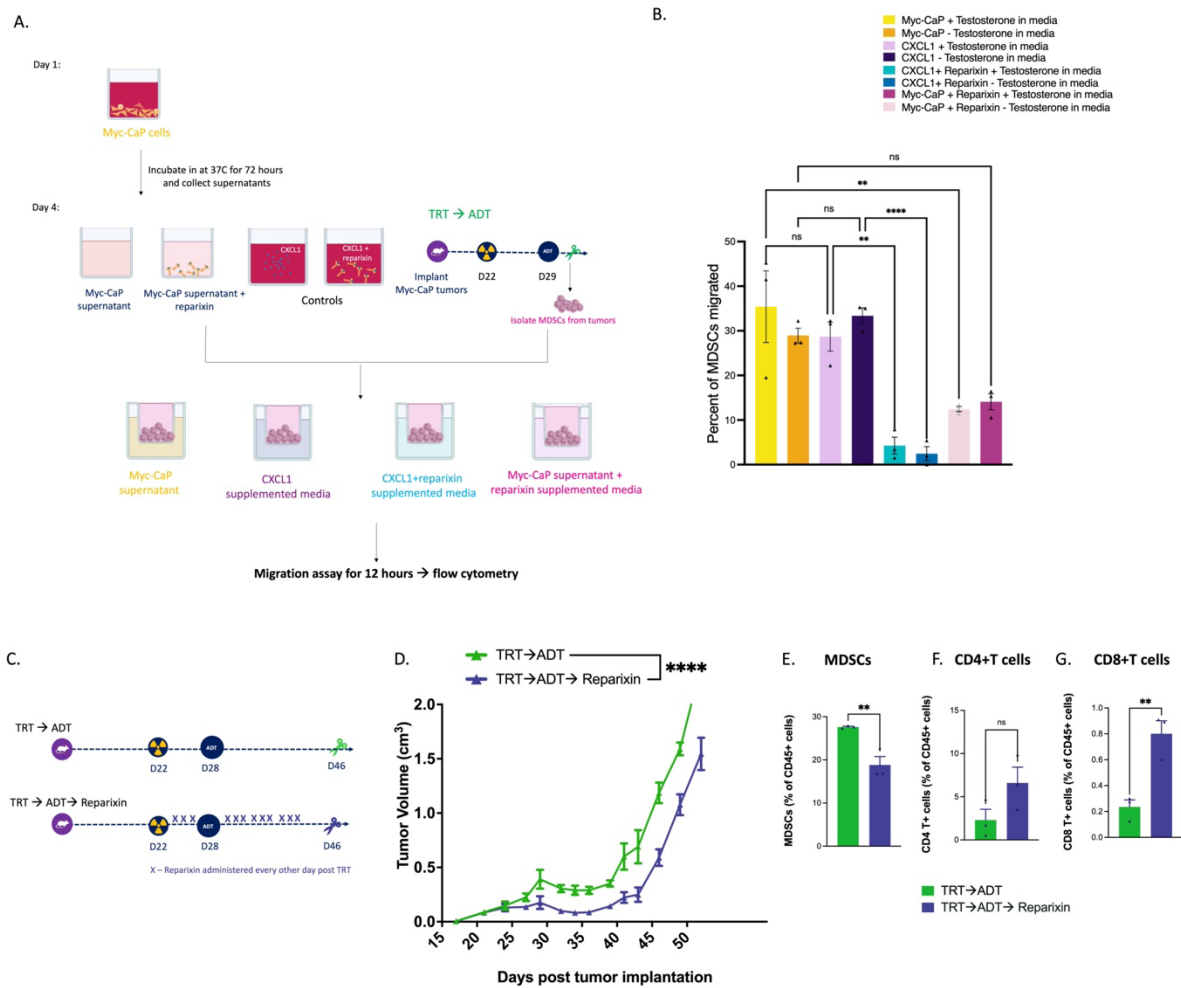 A.
Day 1:
Myc-CaP cells
Incubate in at 37C for 72 hours
and collect supernatants
Day 4:
TRT → ADT
CXCL1
CXCL1 +
reparixin
ADT
Implant
Myc-CaP tumors
D22
D29
Myc-CaP
supernatant
Myc-CaP supernatant +
reparixin
Controls
Isolate MDSCs from tumors
Myc-CaP
supernatant
CXCL1
supplemented media
CXCL1+reparixin
supplemented media
Myc-CaP supernatant +
reparixin supplemented media
Migration assay for 12 hours → flow cytometry
B.
Myc-CaP + Testosterone in media
Myc-CaP - Testosterone in media
CXCL1 + Testosterone in media
CXCL1 - Testosterone in media
CXCL1+ Reparixin + Testosterone in media
CXCL1+ Reparixin - Testosterone in media
Myc-CaP + Reparixin + Testosterone in media
Myc-CaP + Reparixin - Testosterone in media
ns
**
ns
****
ns
**
Percent of MDSCs migrated
50
40
30
20
10
0
C.
TRT → ADT
ADT
D22
D28
D46
TRT → ADT→ Reparixin
X X X
ADT
XXX XXX XXX
D22
D28
D46
X – Reparixin administered every other day post TRT
D.
TRT→ADT
TRT→ADT→ Reparixin
****
Tumor Volume (cm3)
2.0
1.5
1.0
0.5
0.0
15
20
25
30
35
40
45
50
Days post tumor implantation
E.
MDSCs
**
MDSCs (% of CD45+ cells)
30
20
10
0
F.
CD4+T cells
ns
CD4 T+ cells (% of CD45+ cells)
15
10
5
0
G.
CD8+T cells
**
CD8 T+ cells (% of CD45+ cells)
1.0
0.8
0.6
0.4
0.2
0.0
TRT→ADT
TRT→ADT→ Reparixin